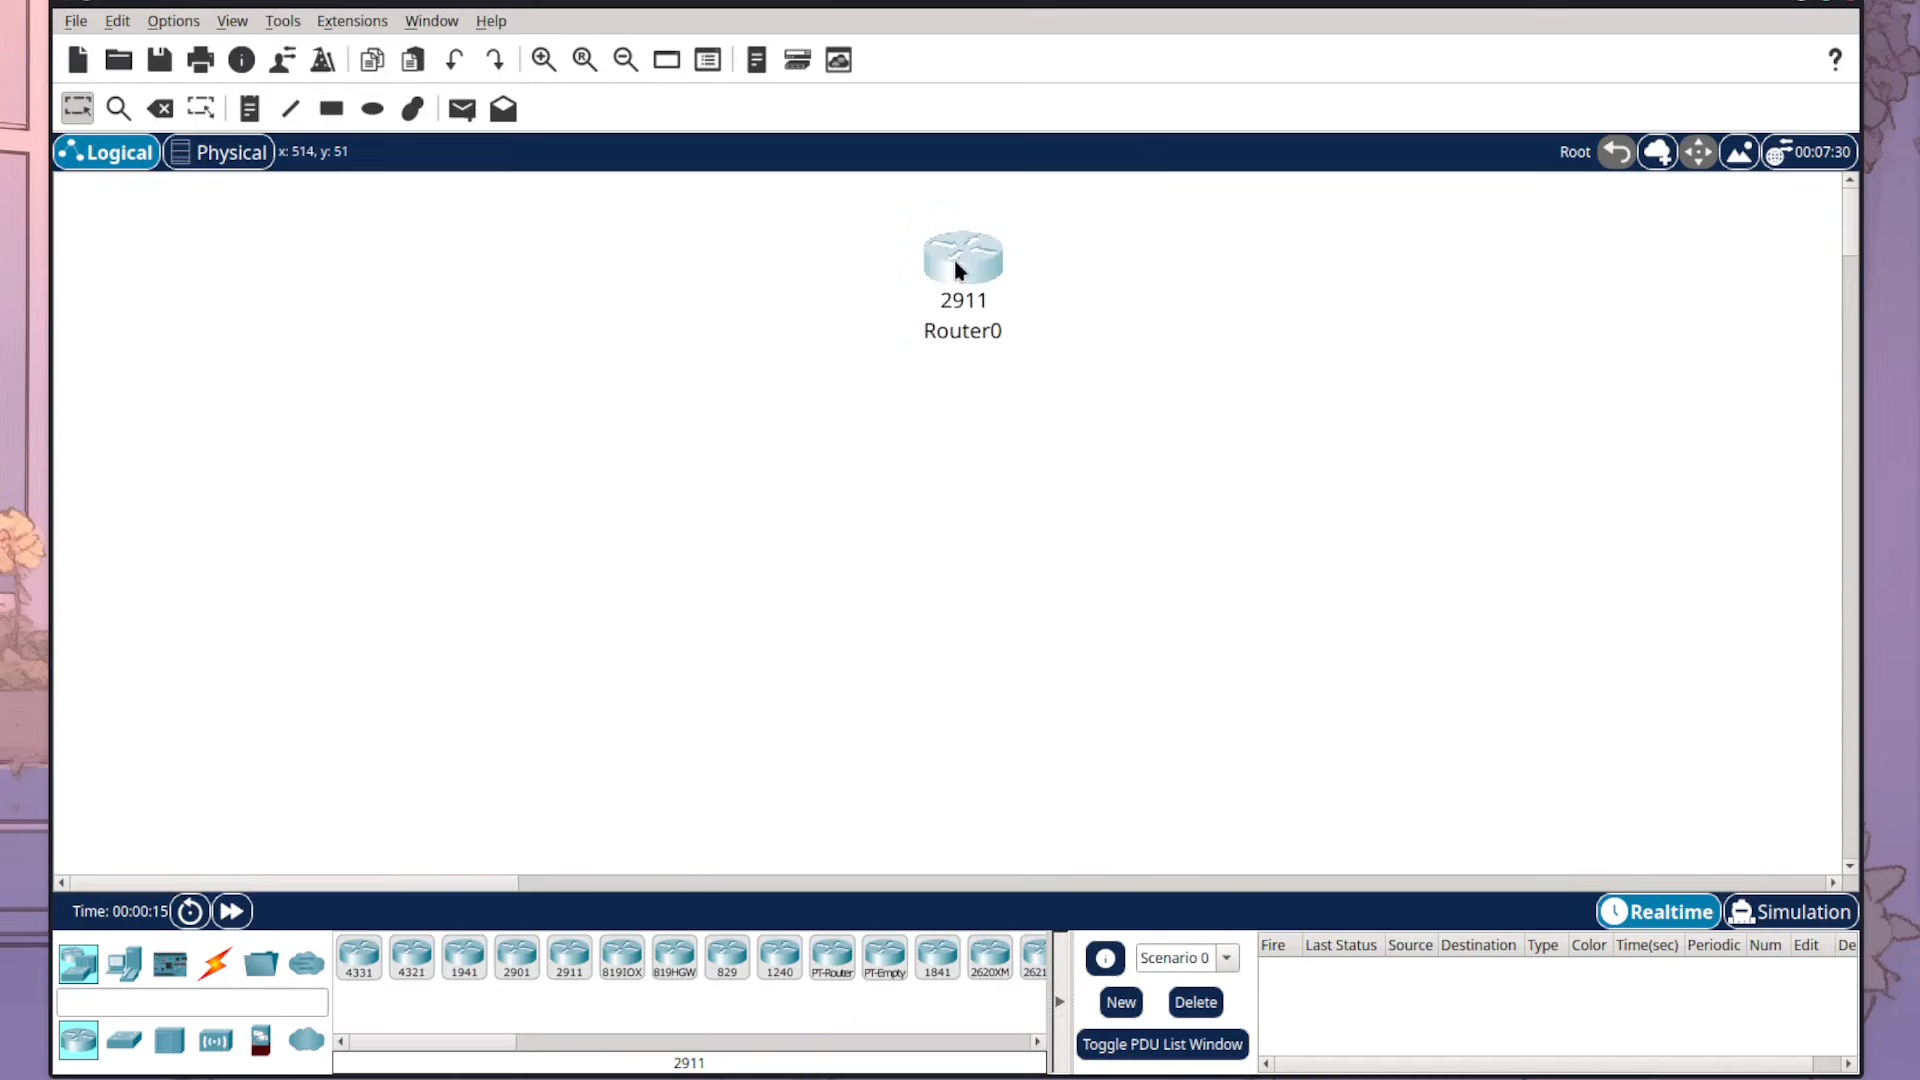 File Edit Options View Tools Extensions Window Help
?
Logical Physical x: 514, y: 51 Root 00:07:30
2911
Router0
Time: 00:00:15 Realtime Simulation
4331 4321 1941 2901 2911 819IOX 819HGW 829 1240 PT-Router PT-Empty 1841 2620XM 2621
2911
Scenario 0
New Delete
Toggle PDU List Window
Fire Last Status Source Destination Type Color Time(sec) Periodic Num Edit De